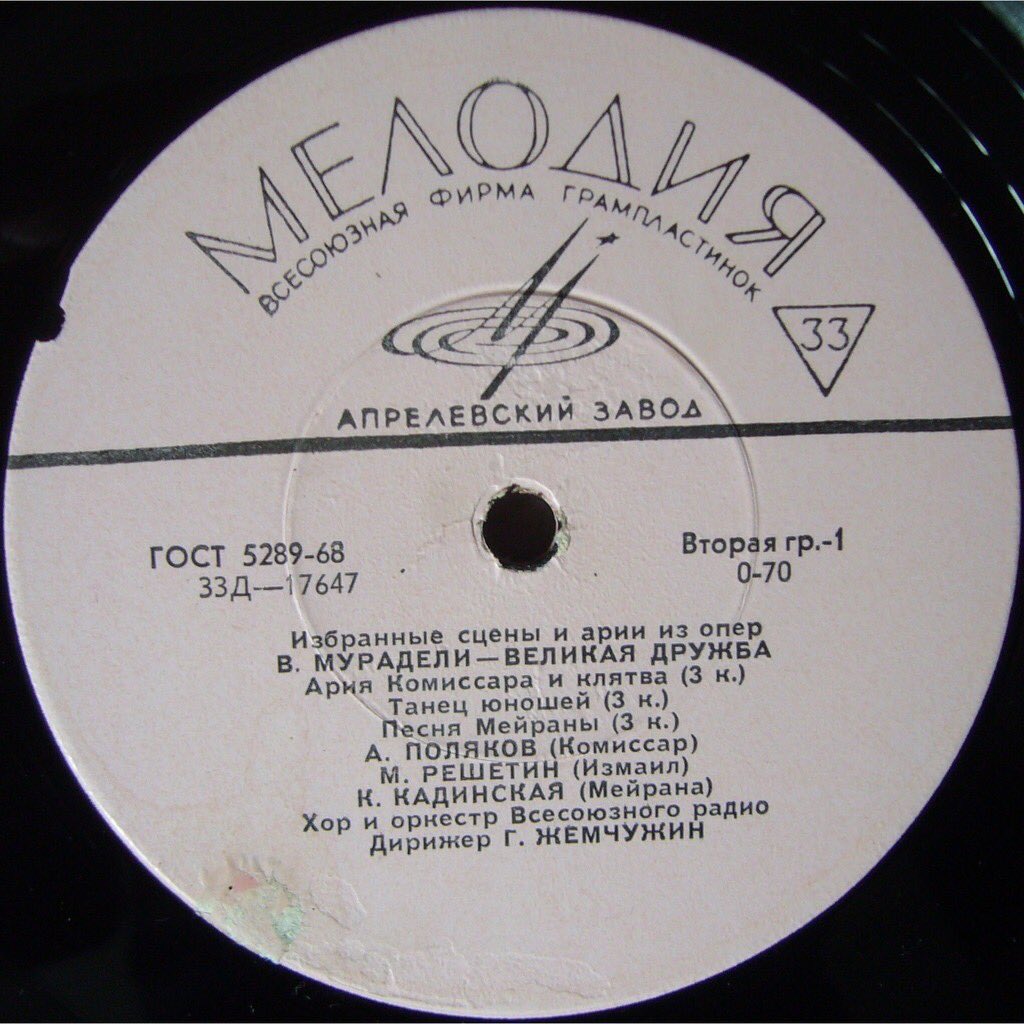 МЕЛОДИЯ
ВСЕСОЮЗНАЯ ФИРМА ГРАМПЛАСТИНОК
33
АПРЕЛЕВСКИЙ ЗАВОД
ГОСТ 5289-68
33Д—17647
Вторая гр.-1
0-70
Избранные сцены и арии из опер
В. МУРАДЕЛИ—ВЕЛИКАЯ ДРУЖБА
Ария Комиссара и клятва (3 к.)
Танец юношей (3 к.)
Песня Мейраны (3 к.)
А. ПОЛЯКОВ (Комиссар)
М. РЕШЕТИН (Измаил)
К. КАДИНСКАЯ (Мейрана)
Хор и оркестр Всесоюзного радио
Дирижер Г. ЖЕМЧУЖИН